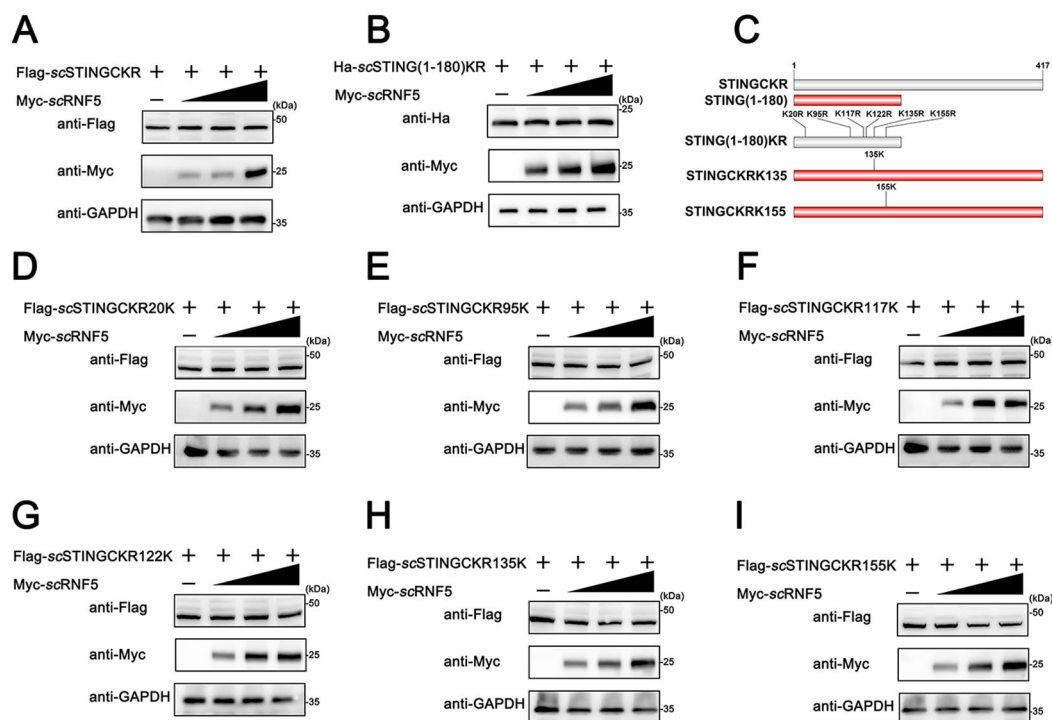 A
Flag-scSTINGCKR + + + +
Myc-scRNF5 –
(kDa)
anti-Flag
-50
anti-Myc
-25
anti-GAPDH
-35
B
Ha-scSTING(1-180)KR + + + +
Myc-scRNF5 –
(kDa)
anti-Ha
-25
anti-Myc
-25
anti-GAPDH
-35
C
1 417
STINGCKR
STING(1-180)
K20R K95R K117R K122R K135R K155R
STING(1-180)KR
135K
STINGCKRK135
155K
STINGCKRK155
D
Flag-scSTINGCKR20K + + + +
Myc-scRNF5 –
(kDa)
anti-Flag
-50
anti-Myc
-25
anti-GAPDH
-35
E
Flag-scSTINGCKR95K + + + +
Myc-scRNF5 –
(kDa)
anti-Flag
-50
anti-Myc
-25
anti-GAPDH
-35
F
Flag-scSTINGCKR117K + + + +
Myc-scRNF5 –
(kDa)
anti-Flag
-50
anti-Myc
-25
anti-GAPDH
-35
G
Flag-scSTINGCKR122K + + + +
Myc-scRNF5 –
(kDa)
anti-Flag
-50
anti-Myc
-25
anti-GAPDH
-35
H
Flag-scSTINGCKR135K + + + +
Myc-scRNF5 –
(kDa)
anti-Flag
-50
anti-Myc
-25
anti-GAPDH
-35
I
Flag-scSTINGCKR155K + + + +
Myc-scRNF5 –
(kDa)
anti-Flag
-50
anti-Myc
-25
anti-GAPDH
-35